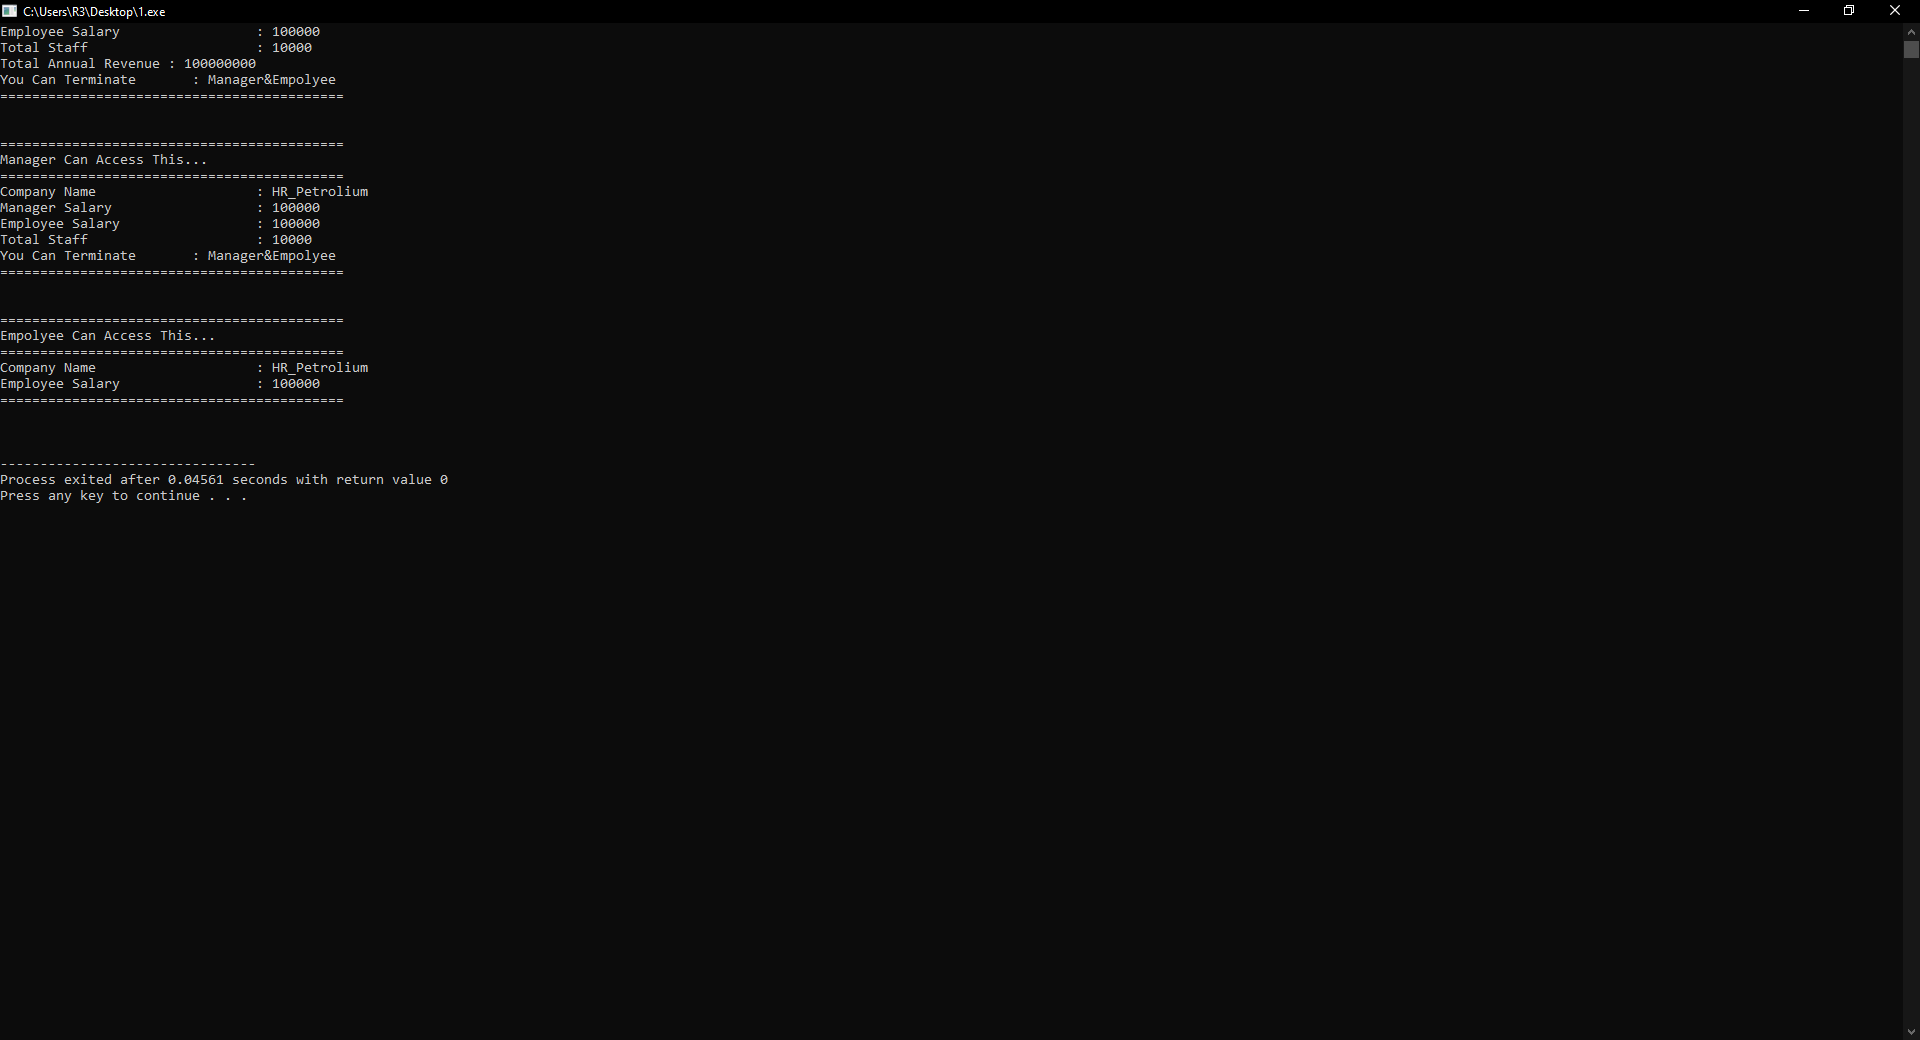 C:\Users\R3\Desktop\1.exe
Employee Salary                 : 100000
Total Staff                     : 10000
Total Annual Revenue : 100000000
You Can Terminate       : Manager&Empolyee
===========================================
===========================================
Manager Can Access This...
===========================================
Company Name                    : HR_Petrolium
Manager Salary                  : 100000
Employee Salary                 : 100000
Total Staff                     : 10000
You Can Terminate       : Manager&Empolyee
===========================================
===========================================
Empolyee Can Access This...
===========================================
Company Name                    : HR_Petrolium
Employee Salary                 : 100000
===========================================
--------------------------------
Process exited after 0.04561 seconds with return value 0
Press any key to continue . . .